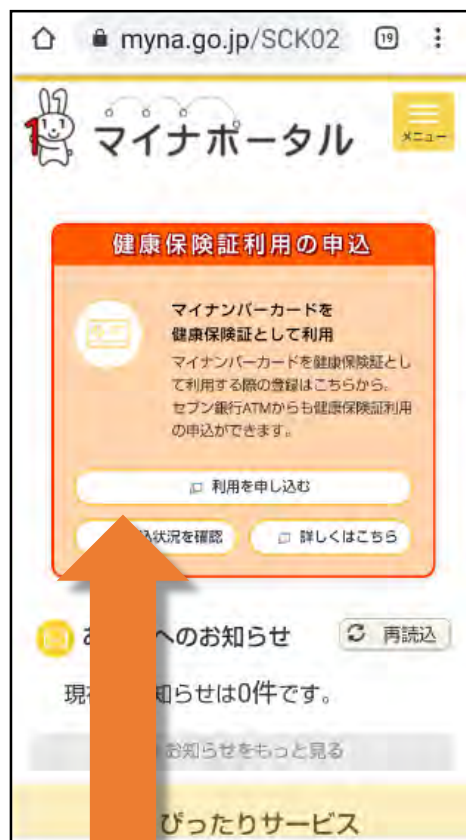 myna.go.jp/SCK02
19
マイナポータル
メニュー
健康保険証利用の申込
マイナンバーカードを
健康保険証として利用
マイナンバーカードを健康保険証とし
て利用する際の登録はこちらから。
セブン銀行ATMからも健康保険証利用
の申込ができます。
利用を申し込む
込状況を確認
詳しくはこちら
あ
へのお知らせ
再読込
現
知らせは0件です。
お知らせをもっと見る
ぴったりサービス